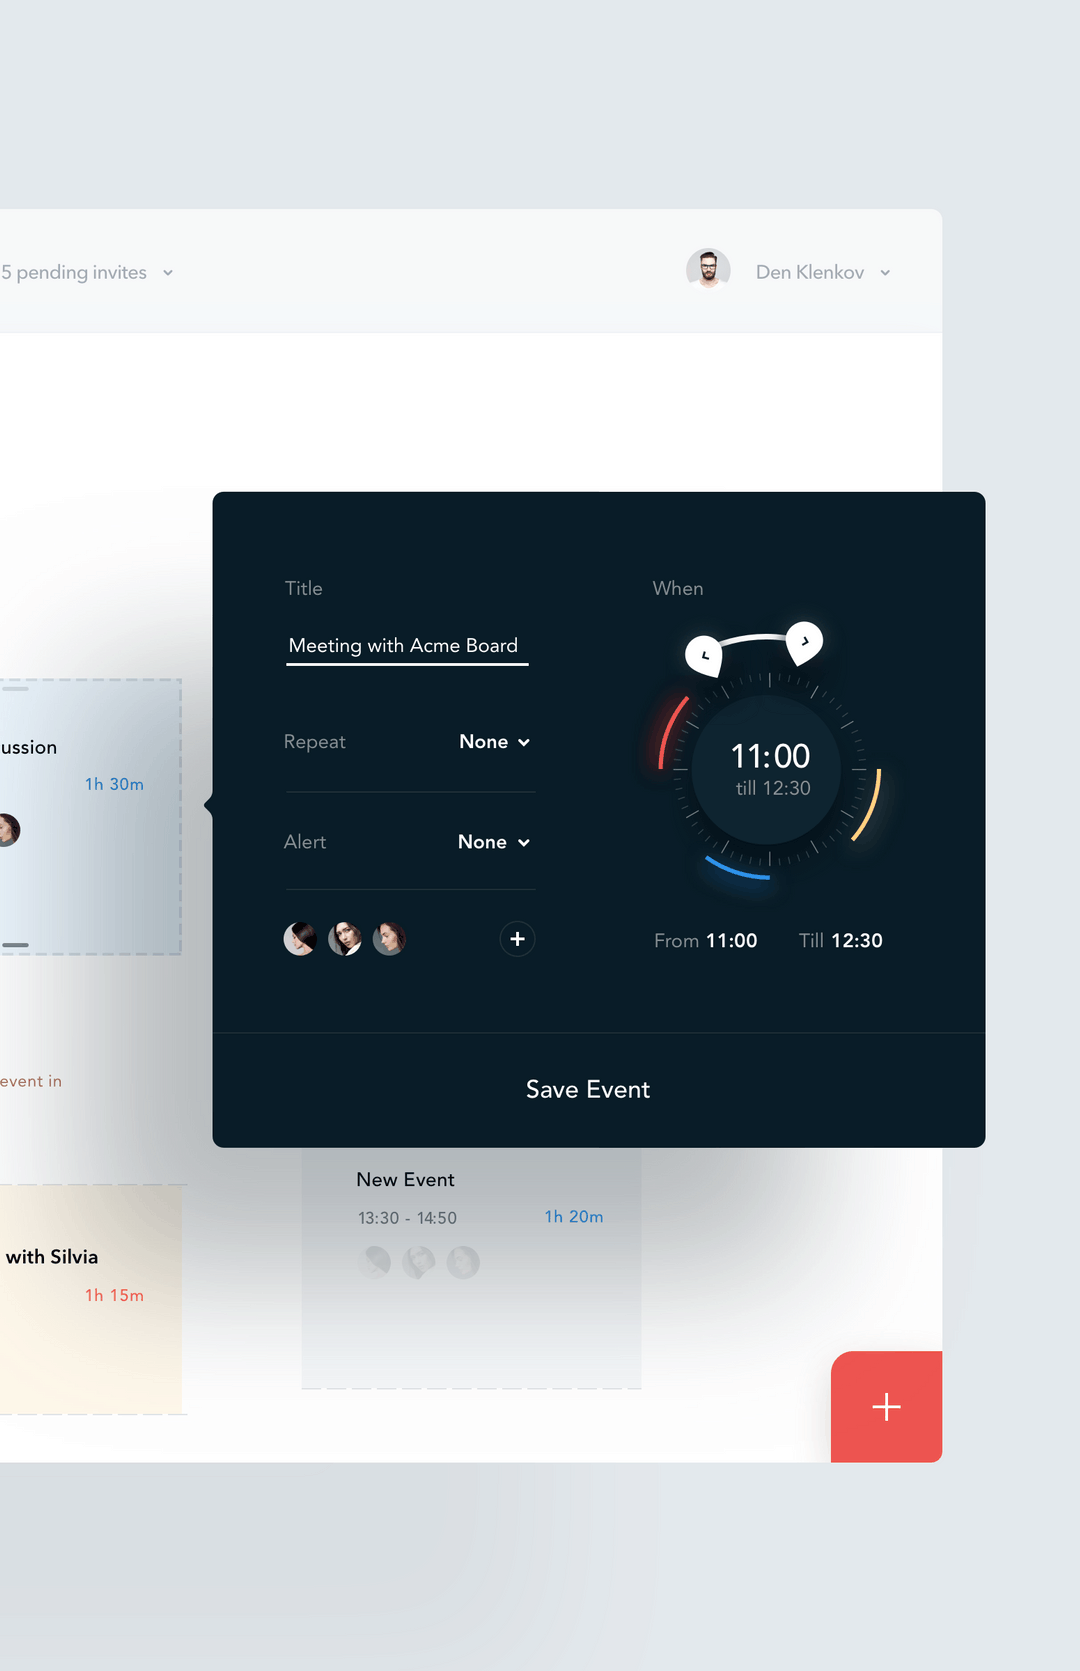 5 pending invites
Den Klenkov
Title
When
Meeting with Acme Board
ussion
1h 30m
Repeat
None
11:00
till 12:30
Alert
None
From 11:00
Till 12:30
event in
Save Event
New Event
13:30 - 14:50
1h 20m
with Silvia
1h 15m